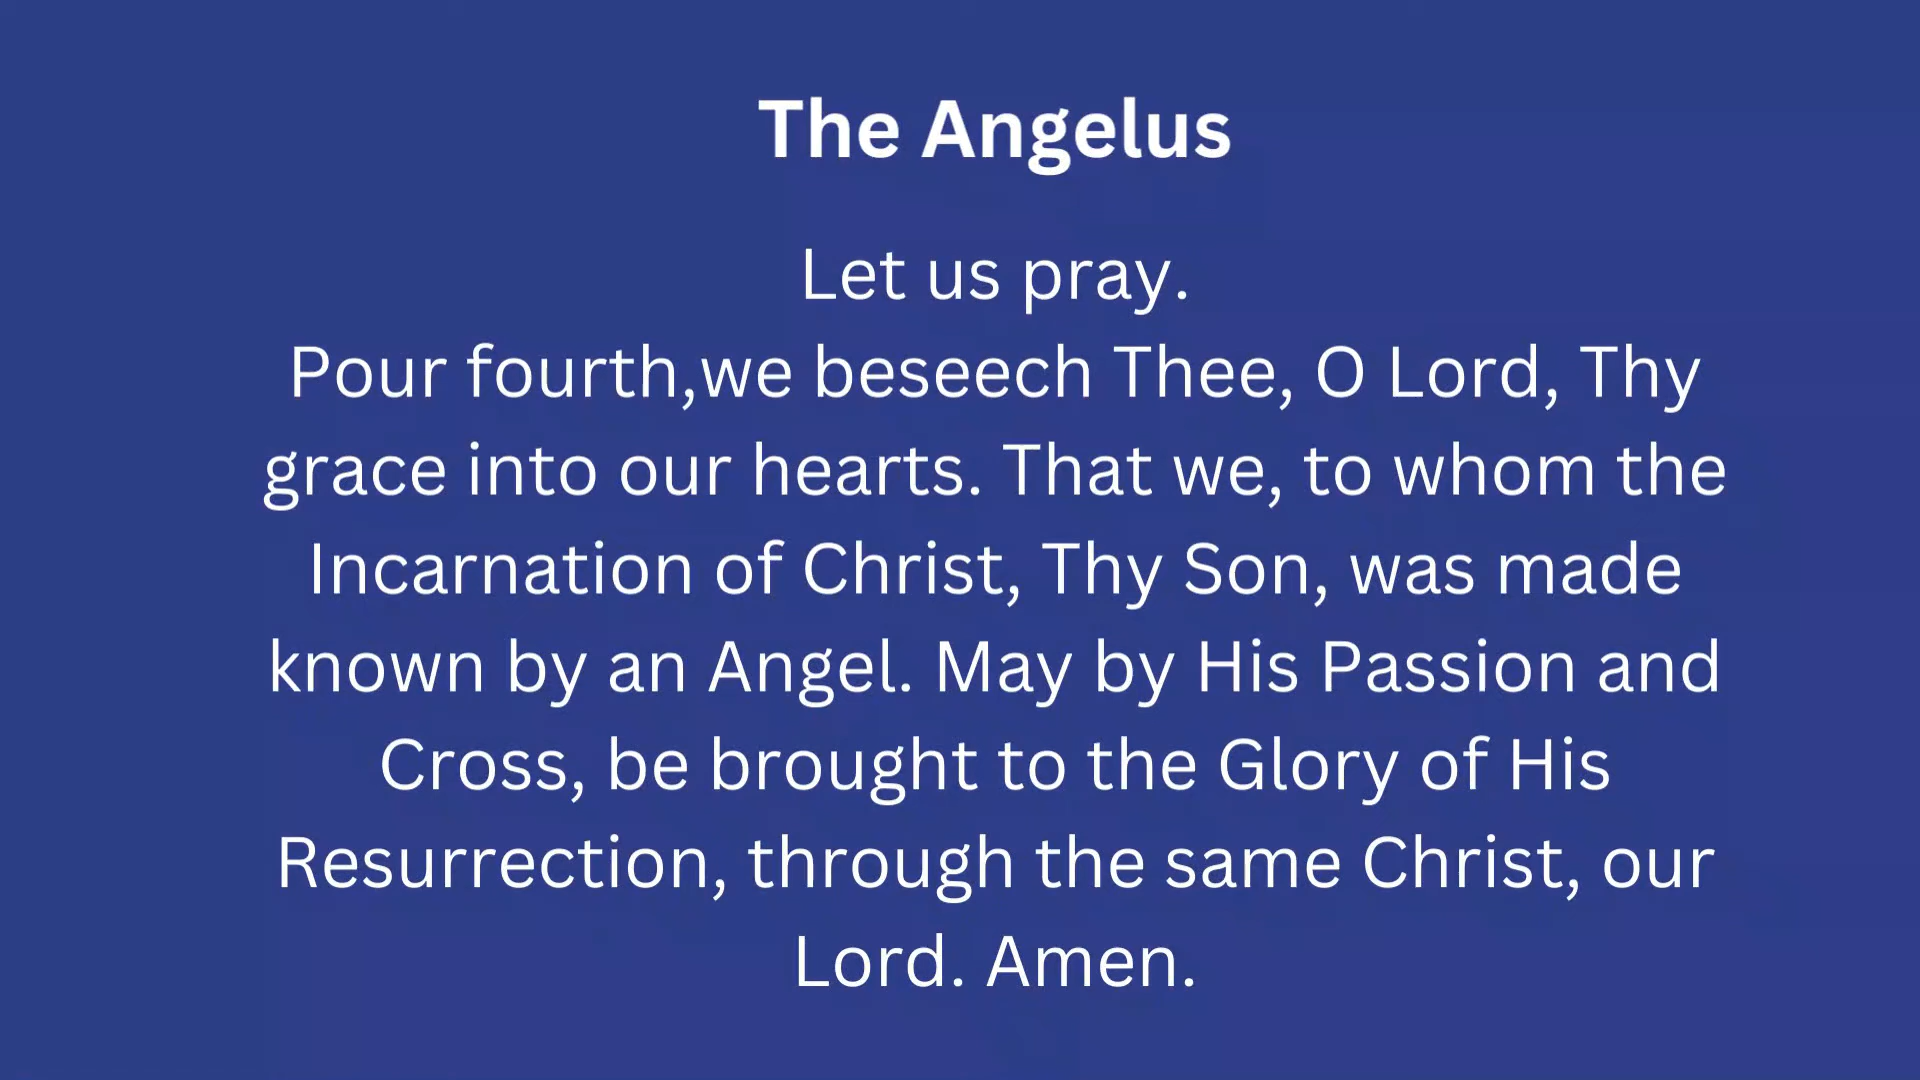 The Angelus
Let us pray.
Pour fourth,we beseech Thee, O Lord, Thy
grace into our hearts. That we, to whom the
Incarnation of Christ, Thy Son, was made
known by an Angel. May by His Passion and
Cross, be brought to the Glory of His
Resurrection, through the same Christ, our
Lord. Amen.